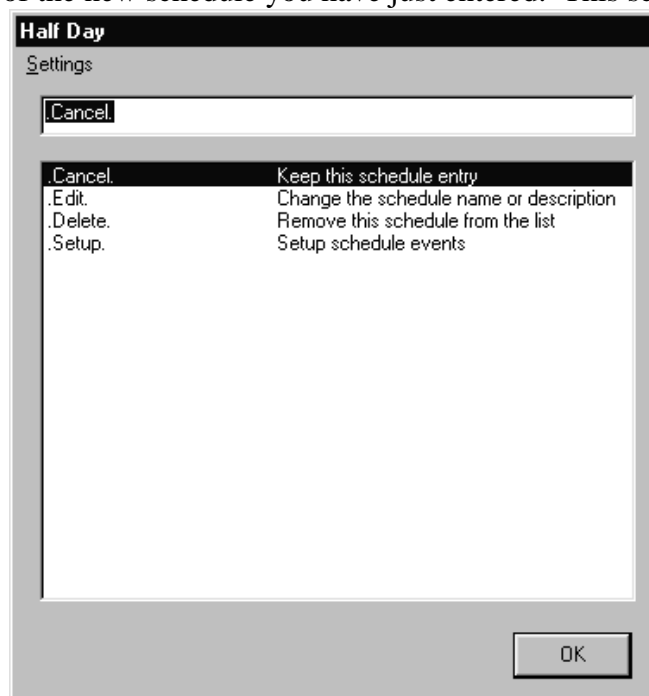 of the new schedule you have just entered. This se
Half Day
Settings
.Cancel.
.Cancel. Keep this schedule entry
.Edit. Change the schedule name or description
.Delete. Remove this schedule from the list
.Setup. Setup schedule events
OK